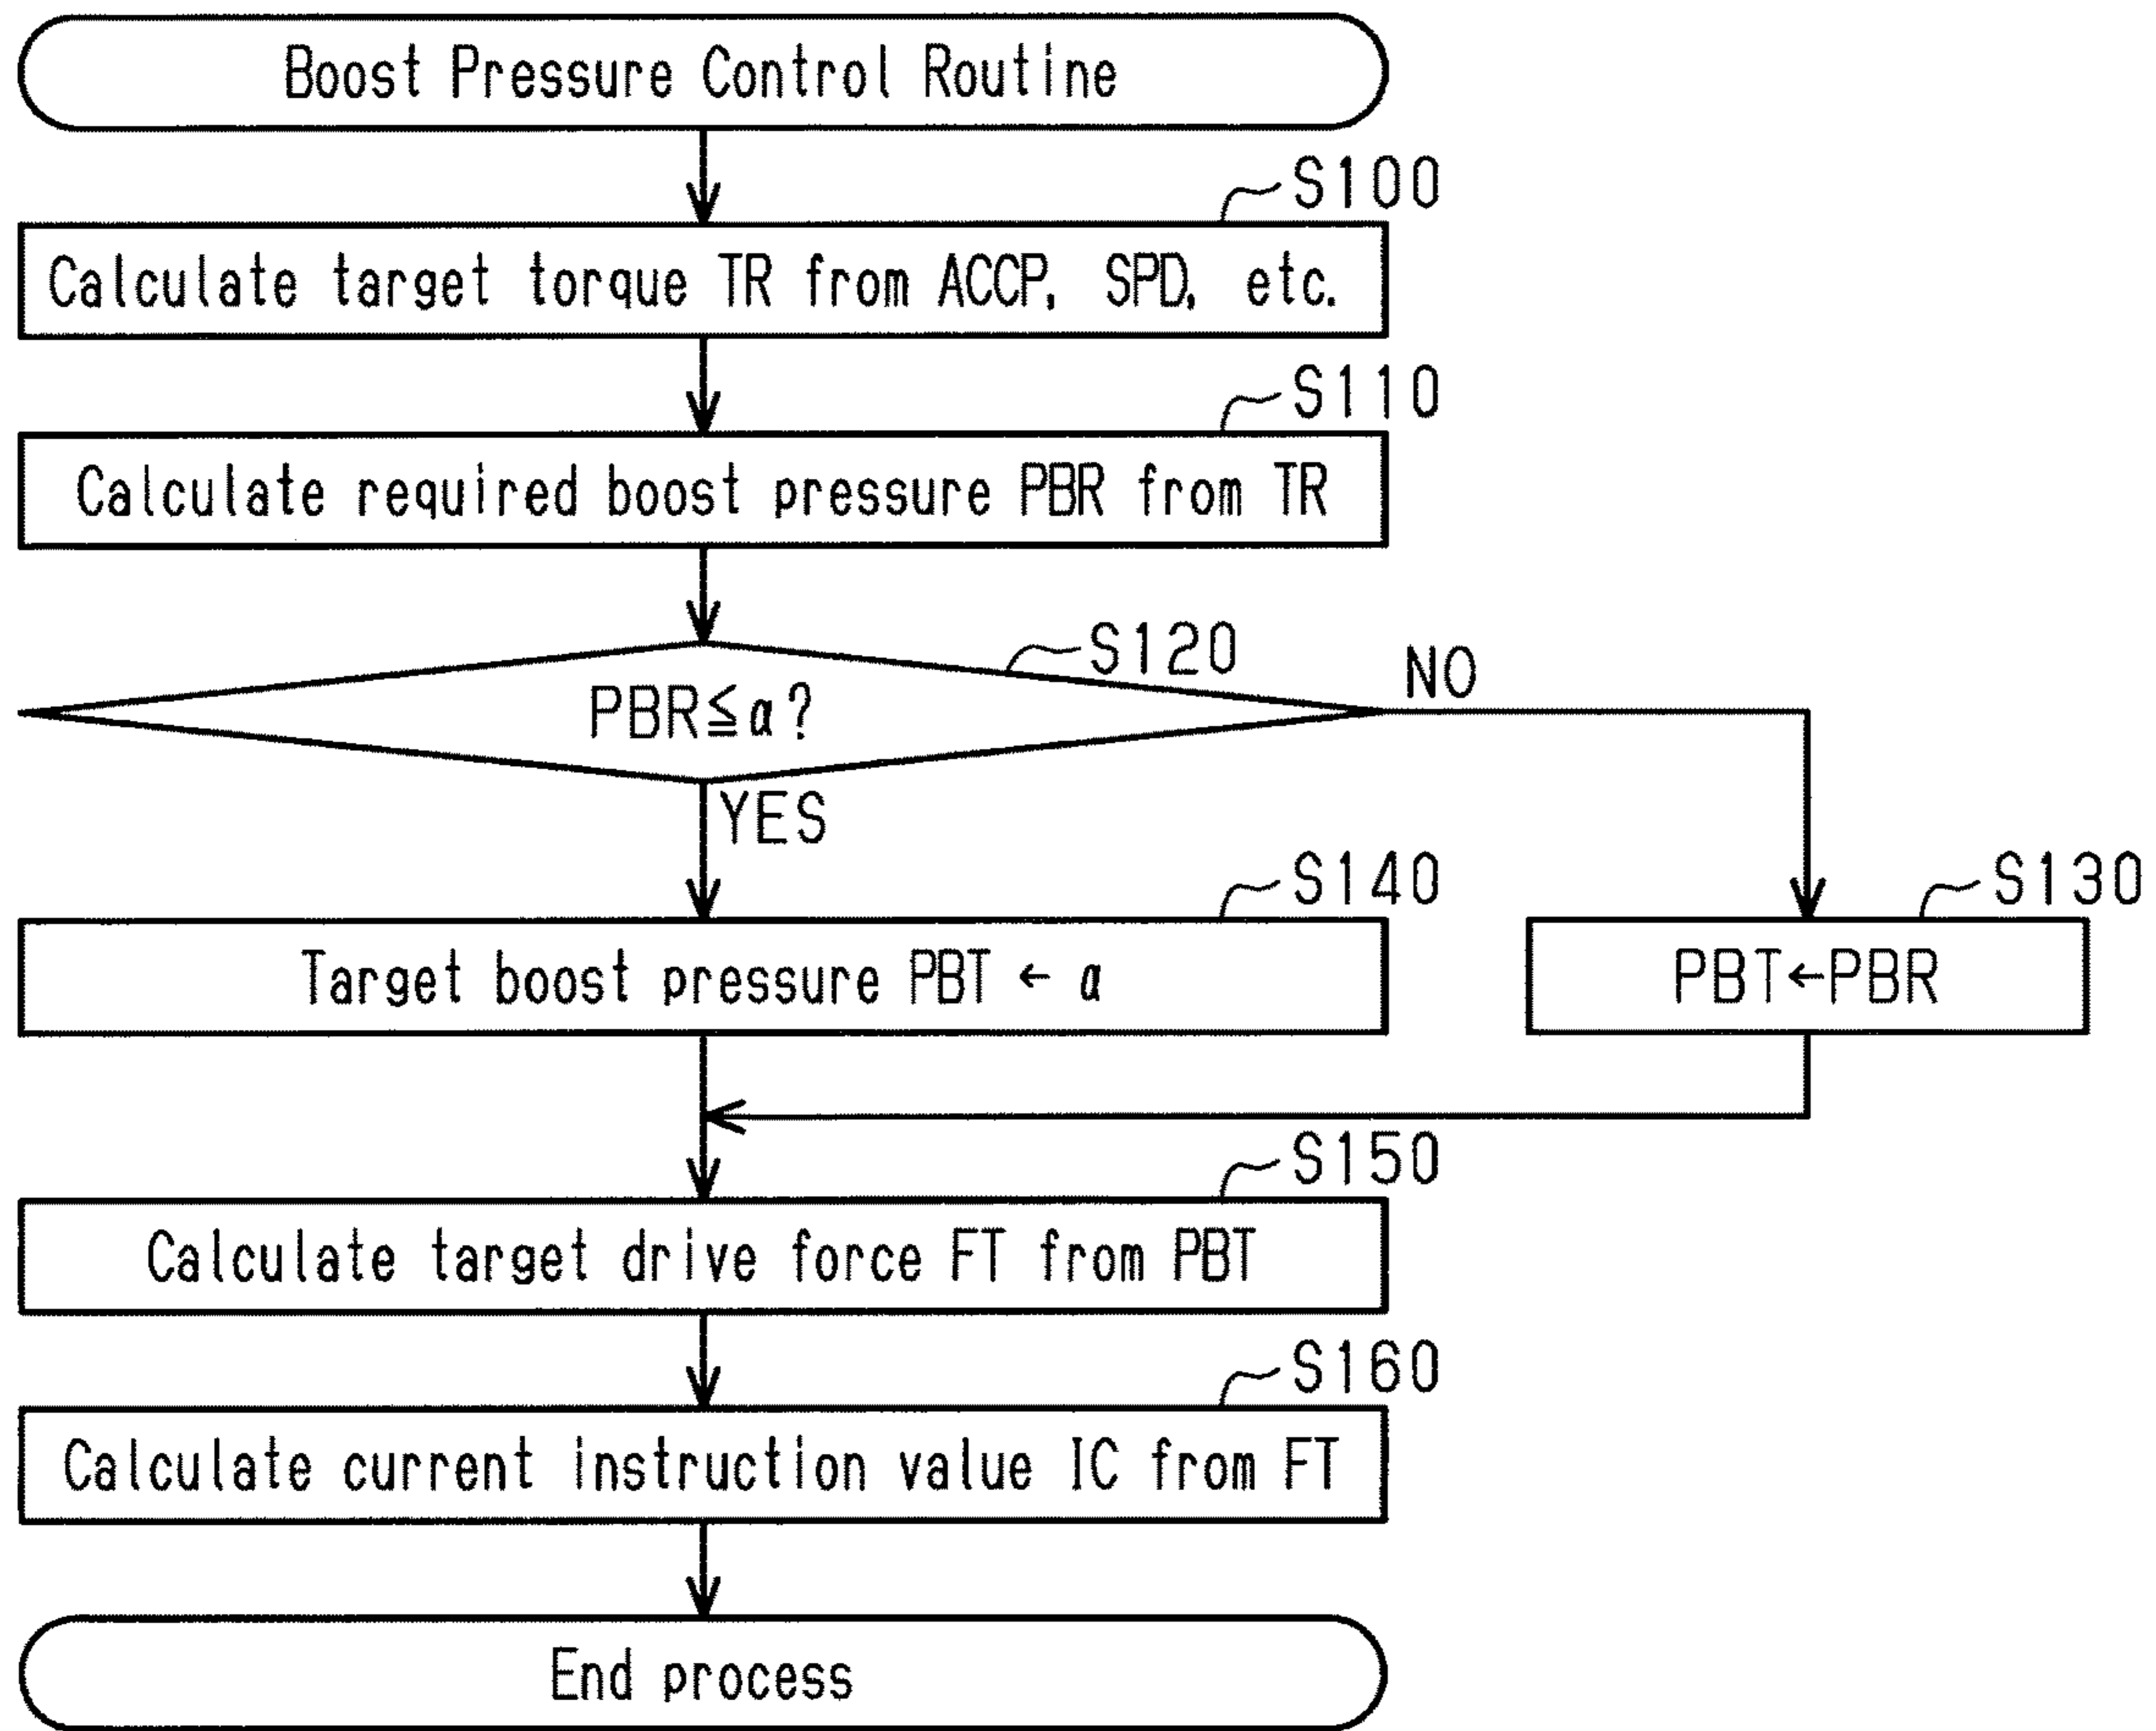 Boost Pressure Control Routine
S100
Calculate target torque TR from ACCP, SPD, etc.
S110
Calculate required boost pressure PBR from TR
S120
NO
PBR≦α?
YES
S140
Target boost pressure PBT ← α
S130
PBT←PBR
S150
Calculate target drive force FT from PBT
S160
Calculate current instruction value IC from FT
End process